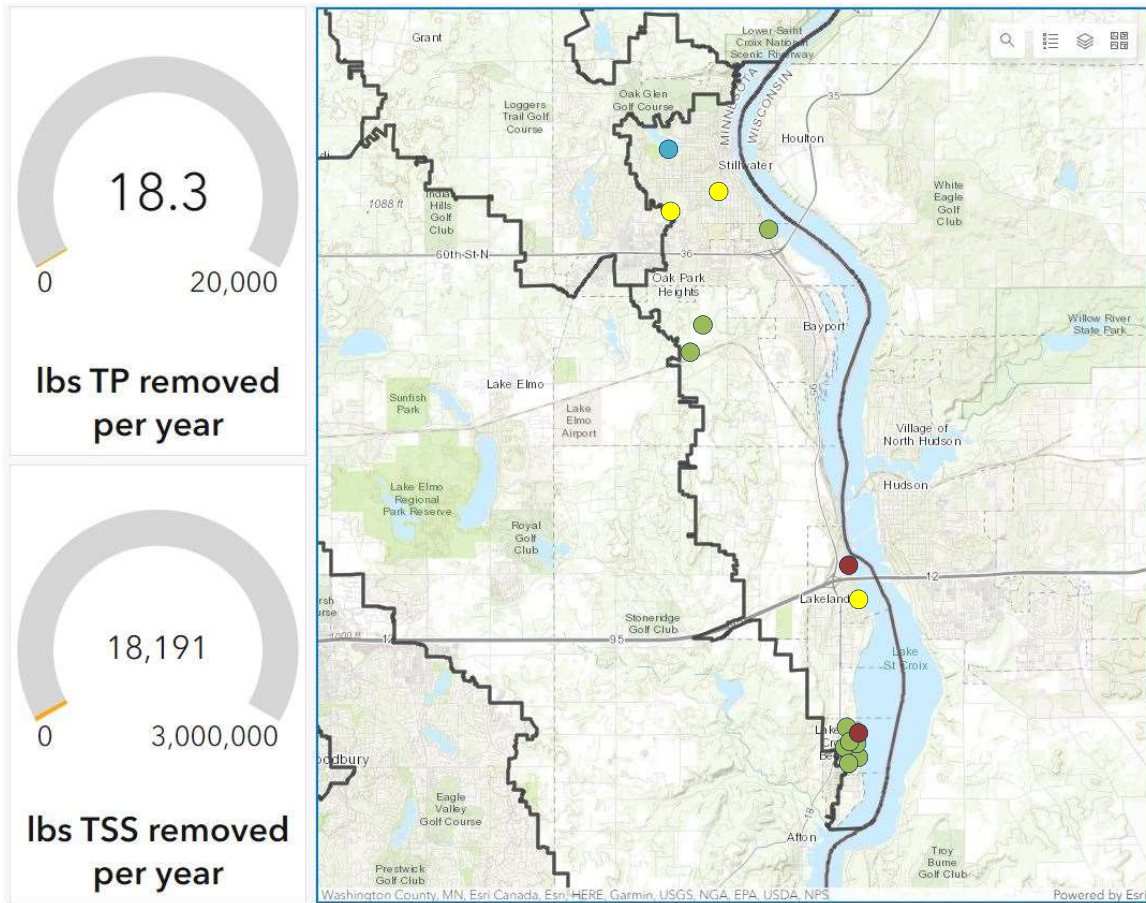 18.3
0
20,000
lbs TP removed
per year
18,191
0
3,000,000
lbs TSS removed
per year
Grant
Lower Saint
Croix National
Scenic Riverway
Oak Glen
Golf Course
Loggers
Trail Golf
Course
MINNESOTA
WISCONSIN
35
Houlton
Stillwater
1088 ft
Hills
Golf
Club
White
Eagle
Golf
Club
60th St N
36
Oak Park
Heights
Bayport
Willow River
State Park
Lake Elmo
Sunfish
Park
Lake
Elmo
Airport
95
Village of
North Hudson
Hudson
Lake Elmo
Regional
Park Reserve
Royal
Golf
Club
12
Lakeland
Stoneridge
Golf Club
12
95
Lake
St Croix
Lake
Eagle
Valley
Golf Course
18
Afton
Troy
Burne
Golf Club
Prestwick
Golf Club
Washington County, MN, Esri Canada, Esri, HERE, Garmin, USGS, NGA, EPA, USDA, NPS
Powered by Esri